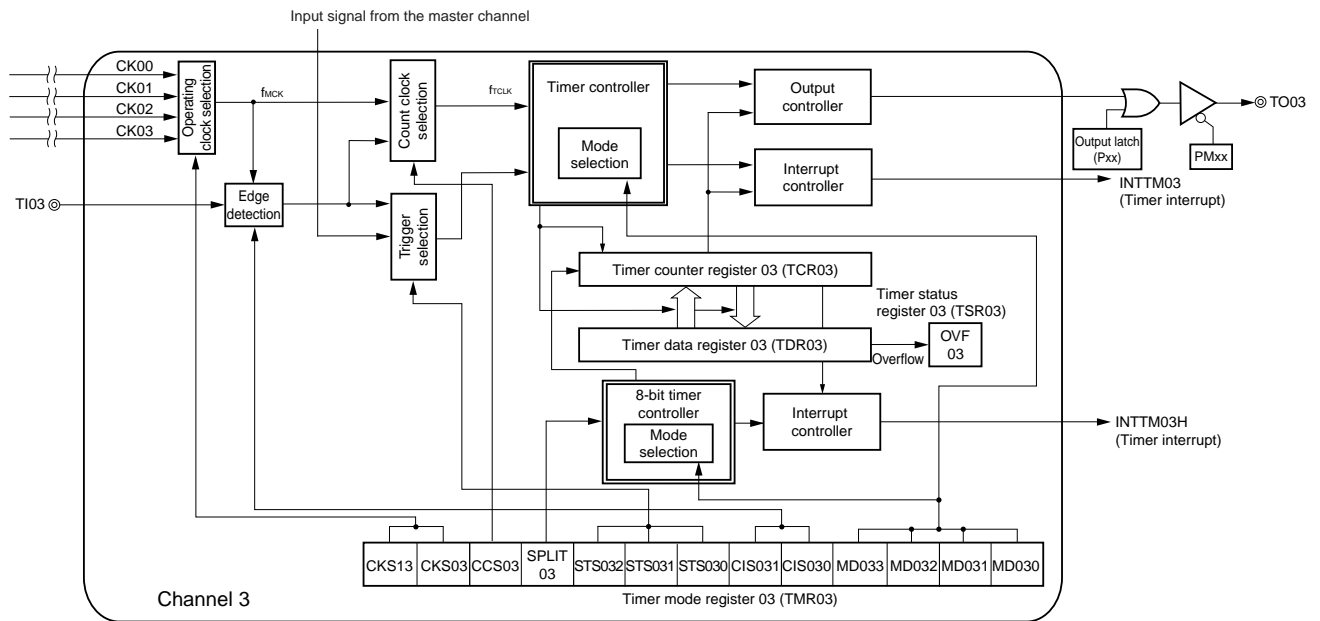 Input signal from the master channel
CK00
CK01
CK02
CK03
Operating
clock selection
fMCK
Count clock
selection
fTCLK
Timer controller
Mode
selection
Output
controller
TO03
Output latch
(Pxx)
PMxx
Interrupt
controller
INTTM03
(Timer interrupt)
TI03
Edge
detection
Trigger
selection
Timer counter register 03 (TCR03)
Timer status
register 03 (TSR03)
Timer data register 03 (TDR03)
Overflow
OVF
03
8-bit timer
controller
Mode
selection
Interrupt
controller
INTTM03H
(Timer interrupt)
CKS13
CKS03
CCS03
SPLIT
03
STS032
STS031
STS030
CIS031
CIS030
MD033
MD032
MD031
MD030
Channel 3
Timer mode register 03 (TMR03)